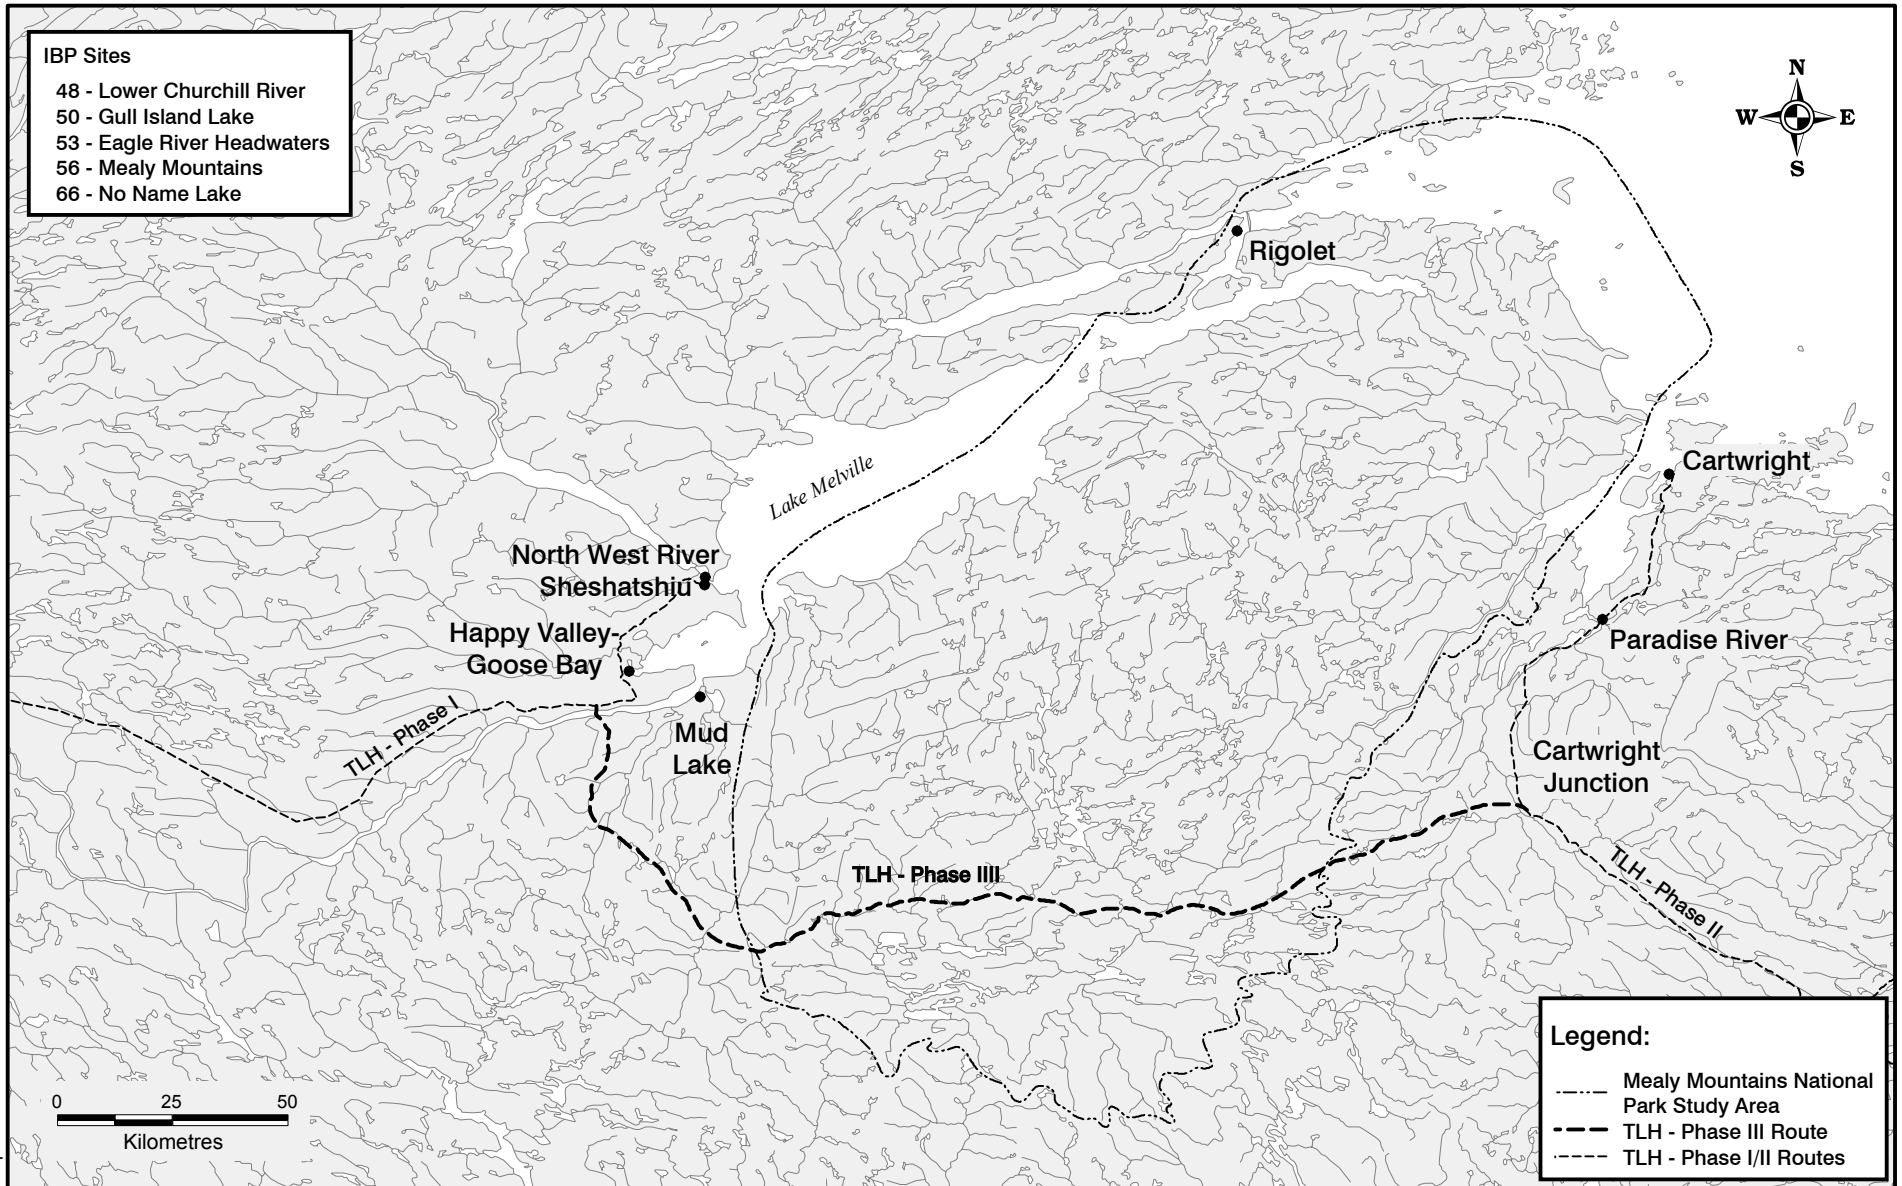 IBP Sites
48 - Lower Churchill River
50 - Gull Island Lake
53 - Eagle River Headwaters
56 - Mealy Mountains
66 - No Name Lake
N
W E
S
Rigolet
Lake Melville
Cartwright
North West River
Sheshatshiu
Happy Valley-
Goose Bay
Paradise River
Mud
Lake
TLH - Phase I
Cartwright
Junction
TLH - Phase IIII
TLH - Phase II
0 25 50
Kilometres
Legend:
Mealy Mountains National
Park Study Area
TLH - Phase III Route
TLH - Phase I/II Routes